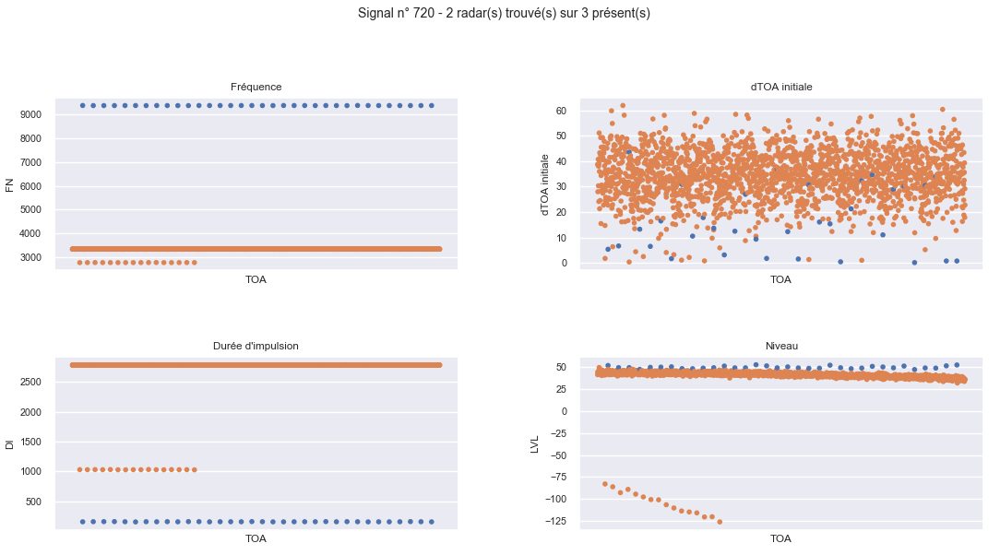 Signal n° 720 - 2 radar(s) trouvé(s) sur 3 présent(s)
Fréquence
FN
9000
8000
7000
6000
5000
4000
3000
TOA
dTOA initiale
dTOA initiale
60
50
40
30
20
10
0
TOA
Durée d'impulsion
DI
2500
2000
1500
1000
500
TOA
Niveau
LVL
50
25
0
−25
−50
−75
−100
−125
TOA